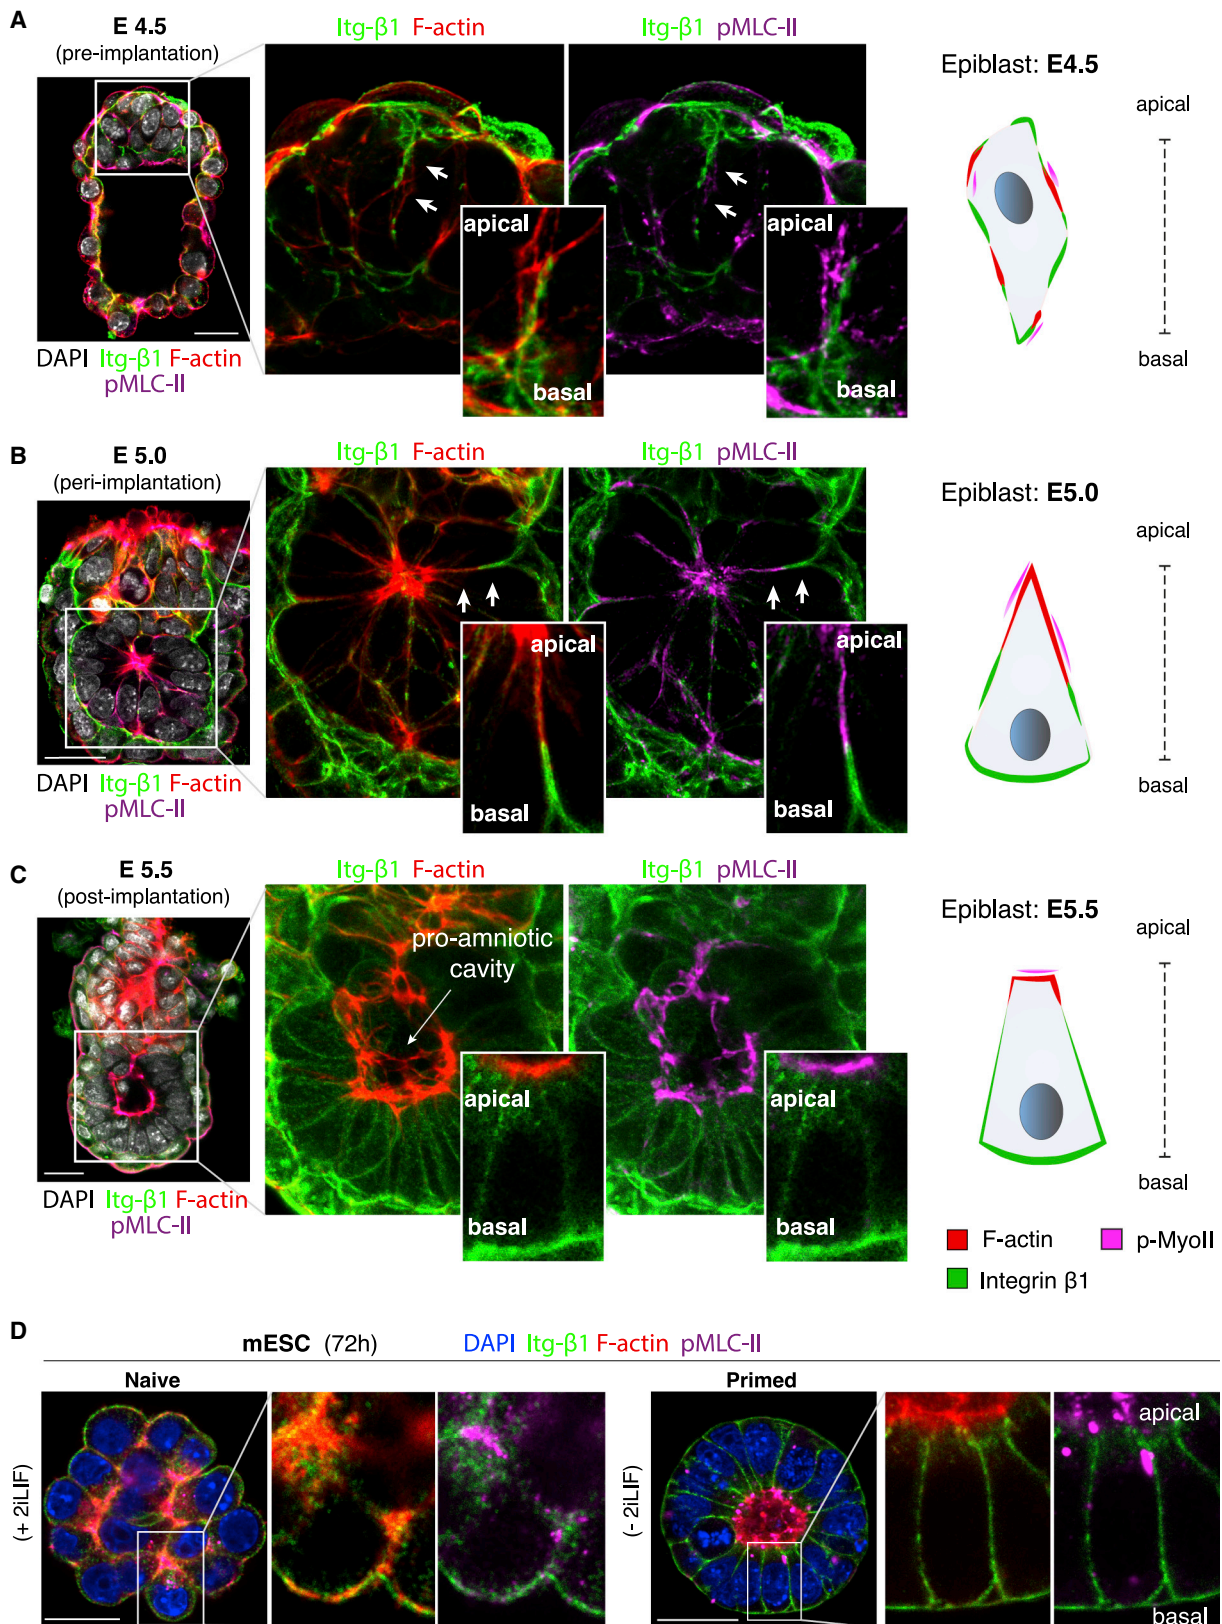 A
E 4.5
(pre-implantation)
Itg-β1 F-actin
Itg-β1 pMLC-II
apical
basal
apical
basal
DAPI Itg-β1 F-actin
pMLC-II
Epiblast: E4.5
apical
basal
B
E 5.0
(peri-implantation)
Itg-β1 F-actin
Itg-β1 pMLC-II
apical
basal
apical
basal
DAPI Itg-β1 F-actin
pMLC-II
Epiblast: E5.0
apical
basal
C
E 5.5
(post-implantation)
Itg-β1 F-actin
Itg-β1 pMLC-II
pro-amniotic
cavity
apical
basal
apical
basal
DAPI Itg-β1 F-actin
pMLC-II
Epiblast: E5.5
apical
basal
F-actin
p-MyoII
Integrin β1
D
mESC (72h) DAPI Itg-β1 F-actin pMLC-II
Naive
(+ 2iLIF)
Primed
(- 2iLIF)
apical
basal